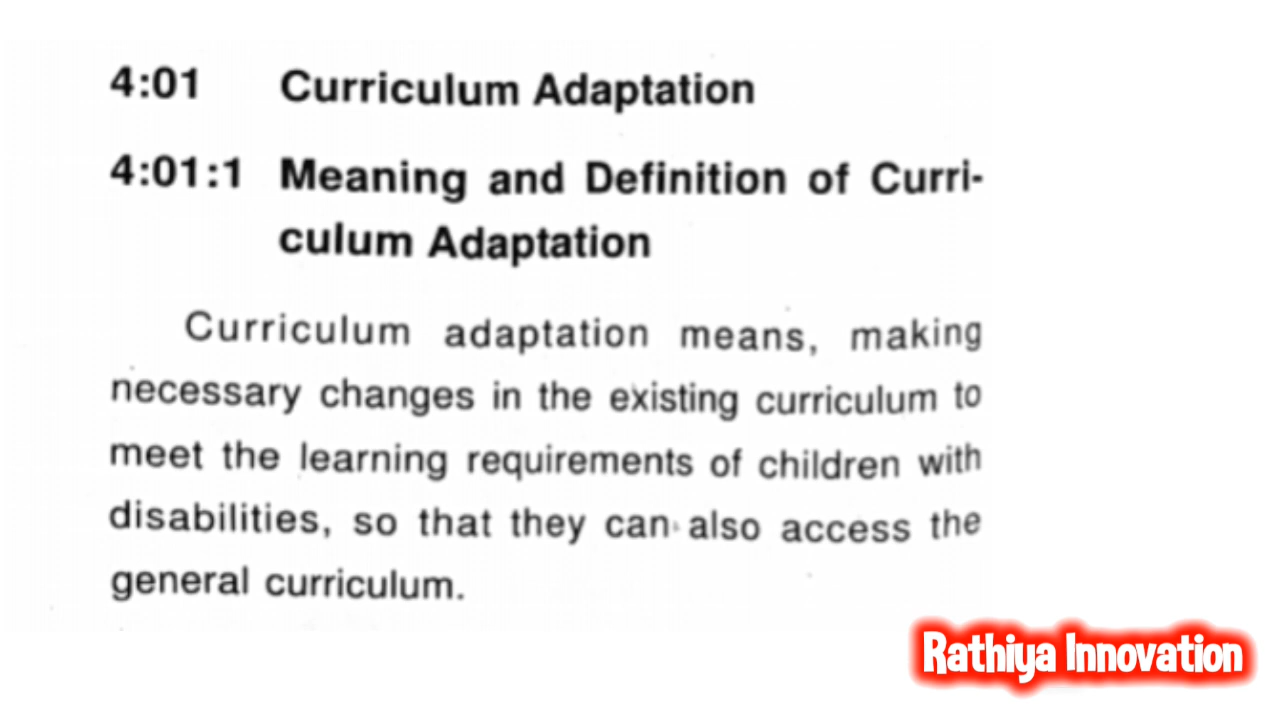 4:01 Curriculum Adaptation
4:01:1 Meaning and Definition of Curri-
culum Adaptation
Curriculum adaptation means, making
necessary changes in the existing curriculum to
meet the learning requirements of children with
disabilities, so that they can also access the
general curriculum.
Rathiya Innovation